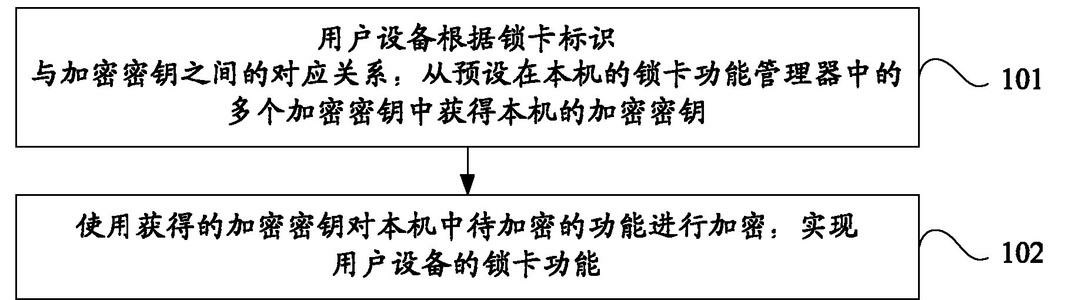 用户设备根据锁卡标识
与加密密钥之间的对应关系；从预设在本机的锁卡功能管理器中的
多个加密密钥中获得本机的加密密钥
101
使用获得的加密密钥对本机中待加密的功能进行加密；实现
用户设备的锁卡功能
102